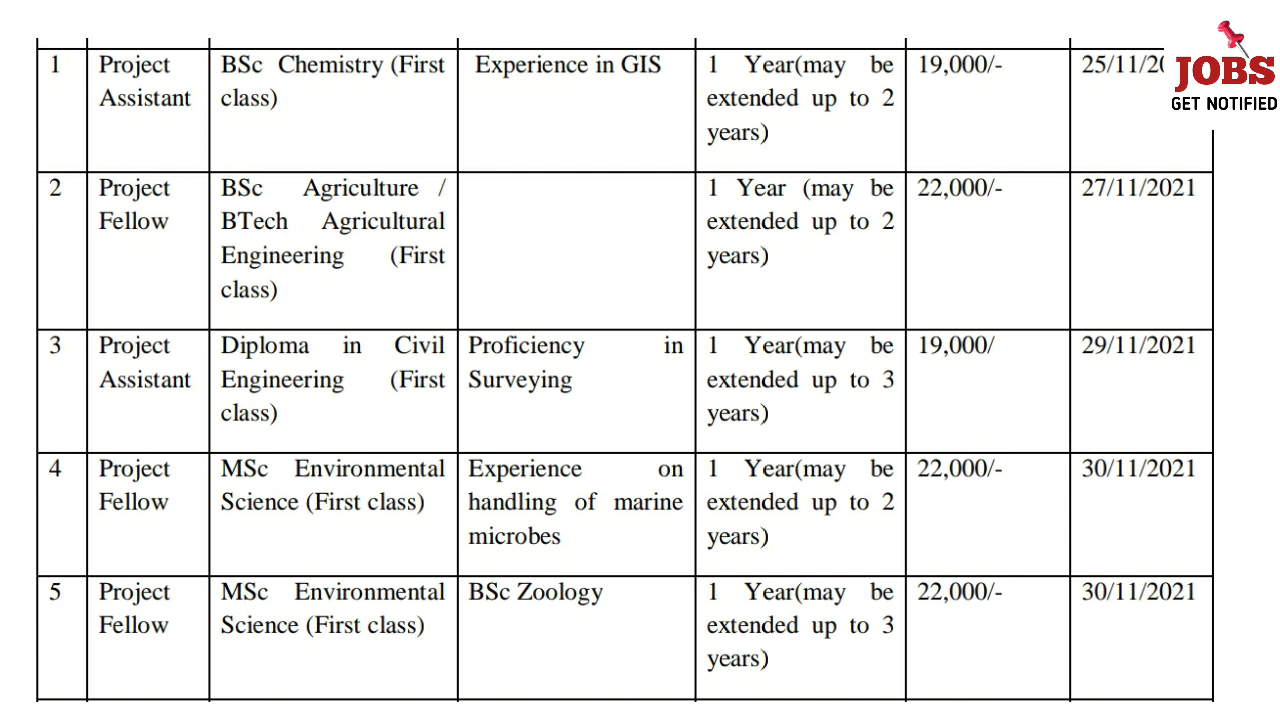 1
Project
Assistant
BSc Chemistry (First
class)
Experience in GIS
1 Year(may be
extended up to 2
years)
19,000/-
25/11/20
JOBS
GET NOTIFIED
2
Project
Fellow
BSc Agriculture /
BTech Agricultural
Engineering (First
class)
1 Year (may be
extended up to 2
years)
22,000/-
27/11/2021
3
Project
Assistant
Diploma in Civil
Engineering (First
class)
Proficiency in
Surveying
1 Year(may be
extended up to 3
years)
19,000/
29/11/2021
4
Project
Fellow
MSc Environmental
Science (First class)
Experience on
handling of marine
microbes
1 Year(may be
extended up to 2
years)
22,000/-
30/11/2021
5
Project
Fellow
MSc Environmental
Science (First class)
BSc Zoology
1 Year(may be
extended up to 3
years)
22,000/-
30/11/2021